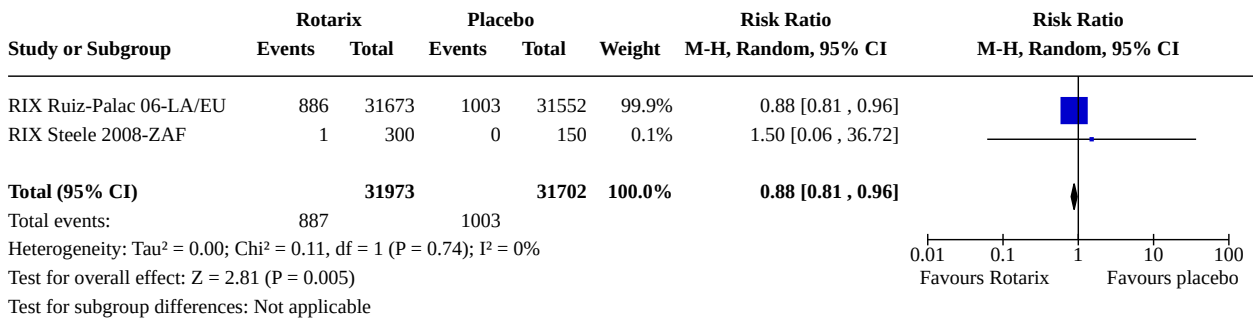 Rotarix Placebo Risk Ratio Risk Ratio
Study or Subgroup Events Total Events Total Weight M-H, Random, 95% CI M-H, Random, 95% CI
RIX Ruiz-Palac 06-LA/EU 886 31673 1003 31552 99.9% 0.88 [0.81 , 0.96]
RIX Steele 2008-ZAF 1 300 0 150 0.1% 1.50 [0.06 , 36.72]
Total (95% CI) 31973 31702 100.0% 0.88 [0.81 , 0.96]
Total events: 887 1003
Heterogeneity: Tau² = 0.00; Chi² = 0.11, df = 1 (P = 0.74); I² = 0%
Test for overall effect: Z = 2.81 (P = 0.005)
Test for subgroup differences: Not applicable
0.01 0.1 1 10 100
Favours Rotarix Favours placebo